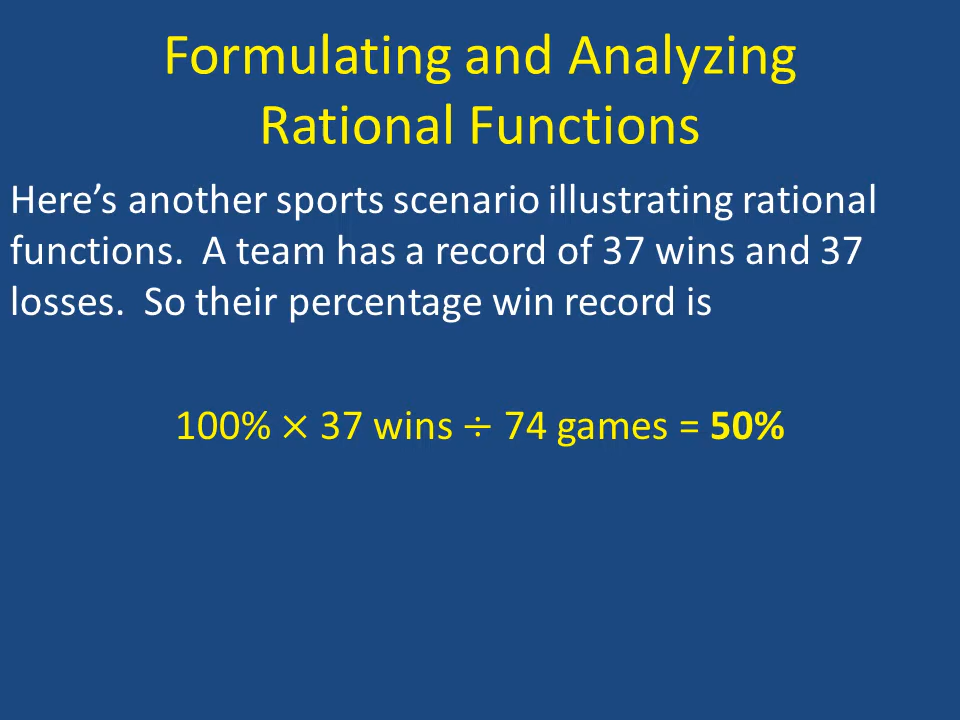 Formulating and Analyzing
Rational Functions
Here’s another sports scenario illustrating rational
functions.  A team has a record of 37 wins and 37
losses.  So their percentage win record is
100% × 37 wins ÷ 74 games = 50%